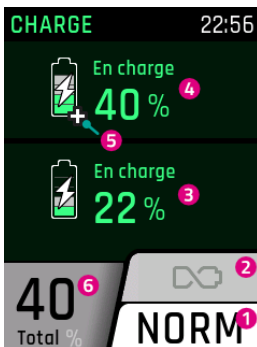 CHARGE 22:56
En charge
40 % 4
5
En charge
22 % 3
2
40 6
Total %
NORM 1